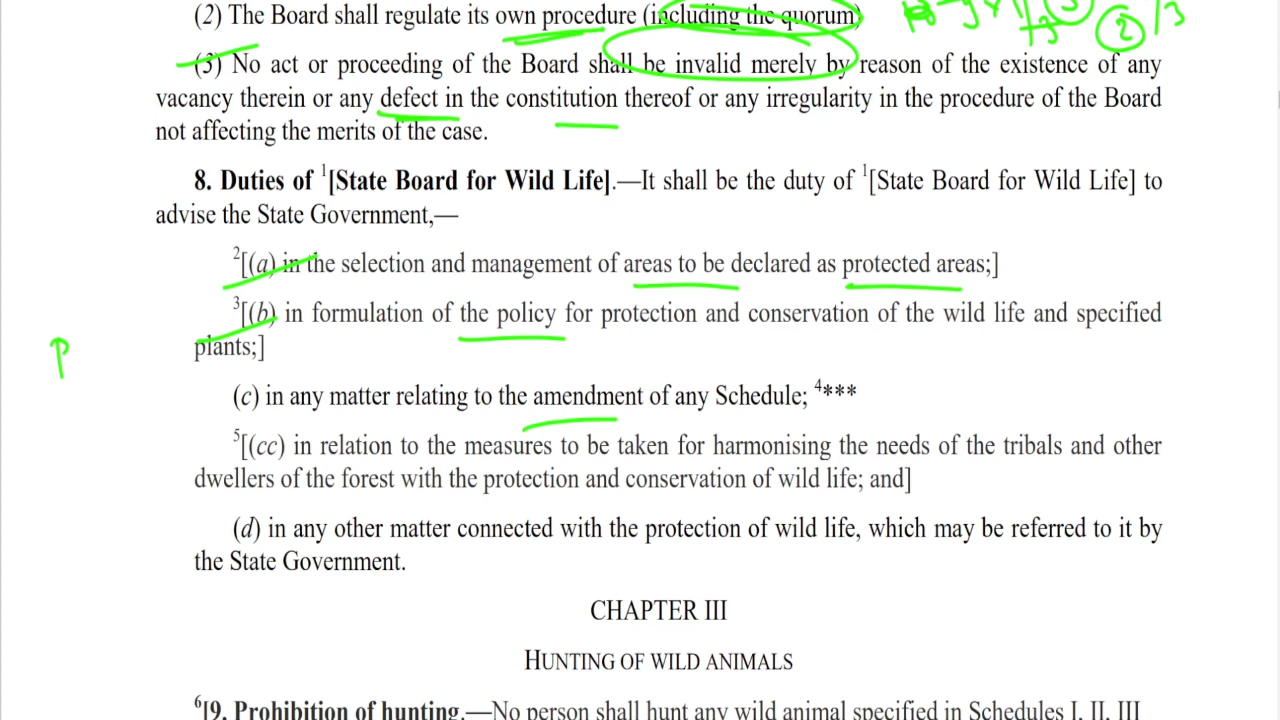 (2) The Board shall regulate its own procedure (including the quorum)
2/3
(3) No act or proceeding of the Board shall be invalid merely by reason of the existence of any
vacancy therein or any defect in the constitution thereof or any irregularity in the procedure of the Board
not affecting the merits of the case.
8. Duties of 1[State Board for Wild Life].—It shall be the duty of 1[State Board for Wild Life] to
advise the State Government,—
2[(a) in the selection and management of areas to be declared as protected areas;]
3[(b) in formulation of the policy for protection and conservation of the wild life and specified
plants;]
(c) in any matter relating to the amendment of any Schedule; 4***
5[(cc) in relation to the measures to be taken for harmonising the needs of the tribals and other
dwellers of the forest with the protection and conservation of wild life; and]
(d) in any other matter connected with the protection of wild life, which may be referred to it by
the State Government.
CHAPTER III
HUNTING OF WILD ANIMALS
6[9. Prohibition of hunting.—No person shall hunt any wild animal specified in Schedules I, II, III